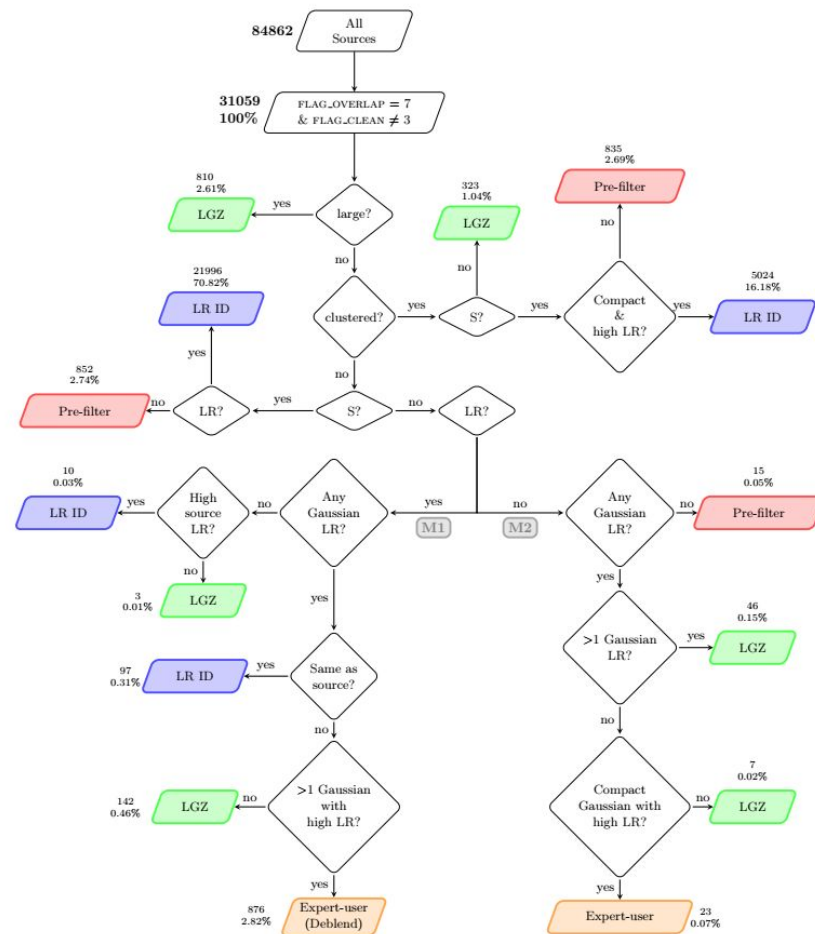 84862
All
Sources
31059
100%
FLAG_OVERLAP = 7
& FLAG_CLEAN ≠ 3
810
2.61%
LGZ
yes
large?
no
323
1.04%
LGZ
no
835
2.69%
Pre-filter
no
21996
70.82%
LR ID
yes
clustered?
yes
S?
yes
Compact
&
high LR?
yes
5024
16.18%
LR ID
no
852
2.74%
Pre-filter
no
LR?
yes
S?
no
LR?
10
0.03%
LR ID
yes
High
source
LR?
no
Any
Gaussian
LR?
yes
M1
no
M2
Any
Gaussian
LR?
no
15
0.05%
Pre-filter
no
3
0.01%
LGZ
yes
yes
>1 Gaussian
LR?
yes
46
0.15%
LGZ
97
0.31%
LR ID
yes
Same as
source?
no
no
142
0.46%
LGZ
no
>1 Gaussian
with
high LR?
Compact
Gaussian with
high LR?
no
7
0.02%
LGZ
yes
yes
876
2.82%
Expert-user
(Deblend)
Expert-user
23
0.07%